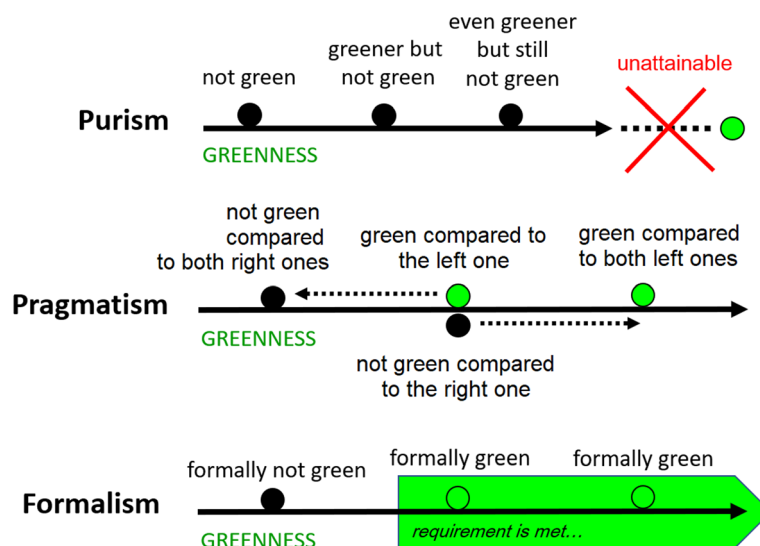 even greener
greener but
but still
not green
not green
not green
unattainable
Purism
GREENNESS
not green
compared
to both right ones
green compared to
the left one
green compared
to both left ones
Pragmatism
GREENNESS
not green compared
to the right one
formally not green
formally green
formally green
Formalism
requirement is met...
GREENNESS